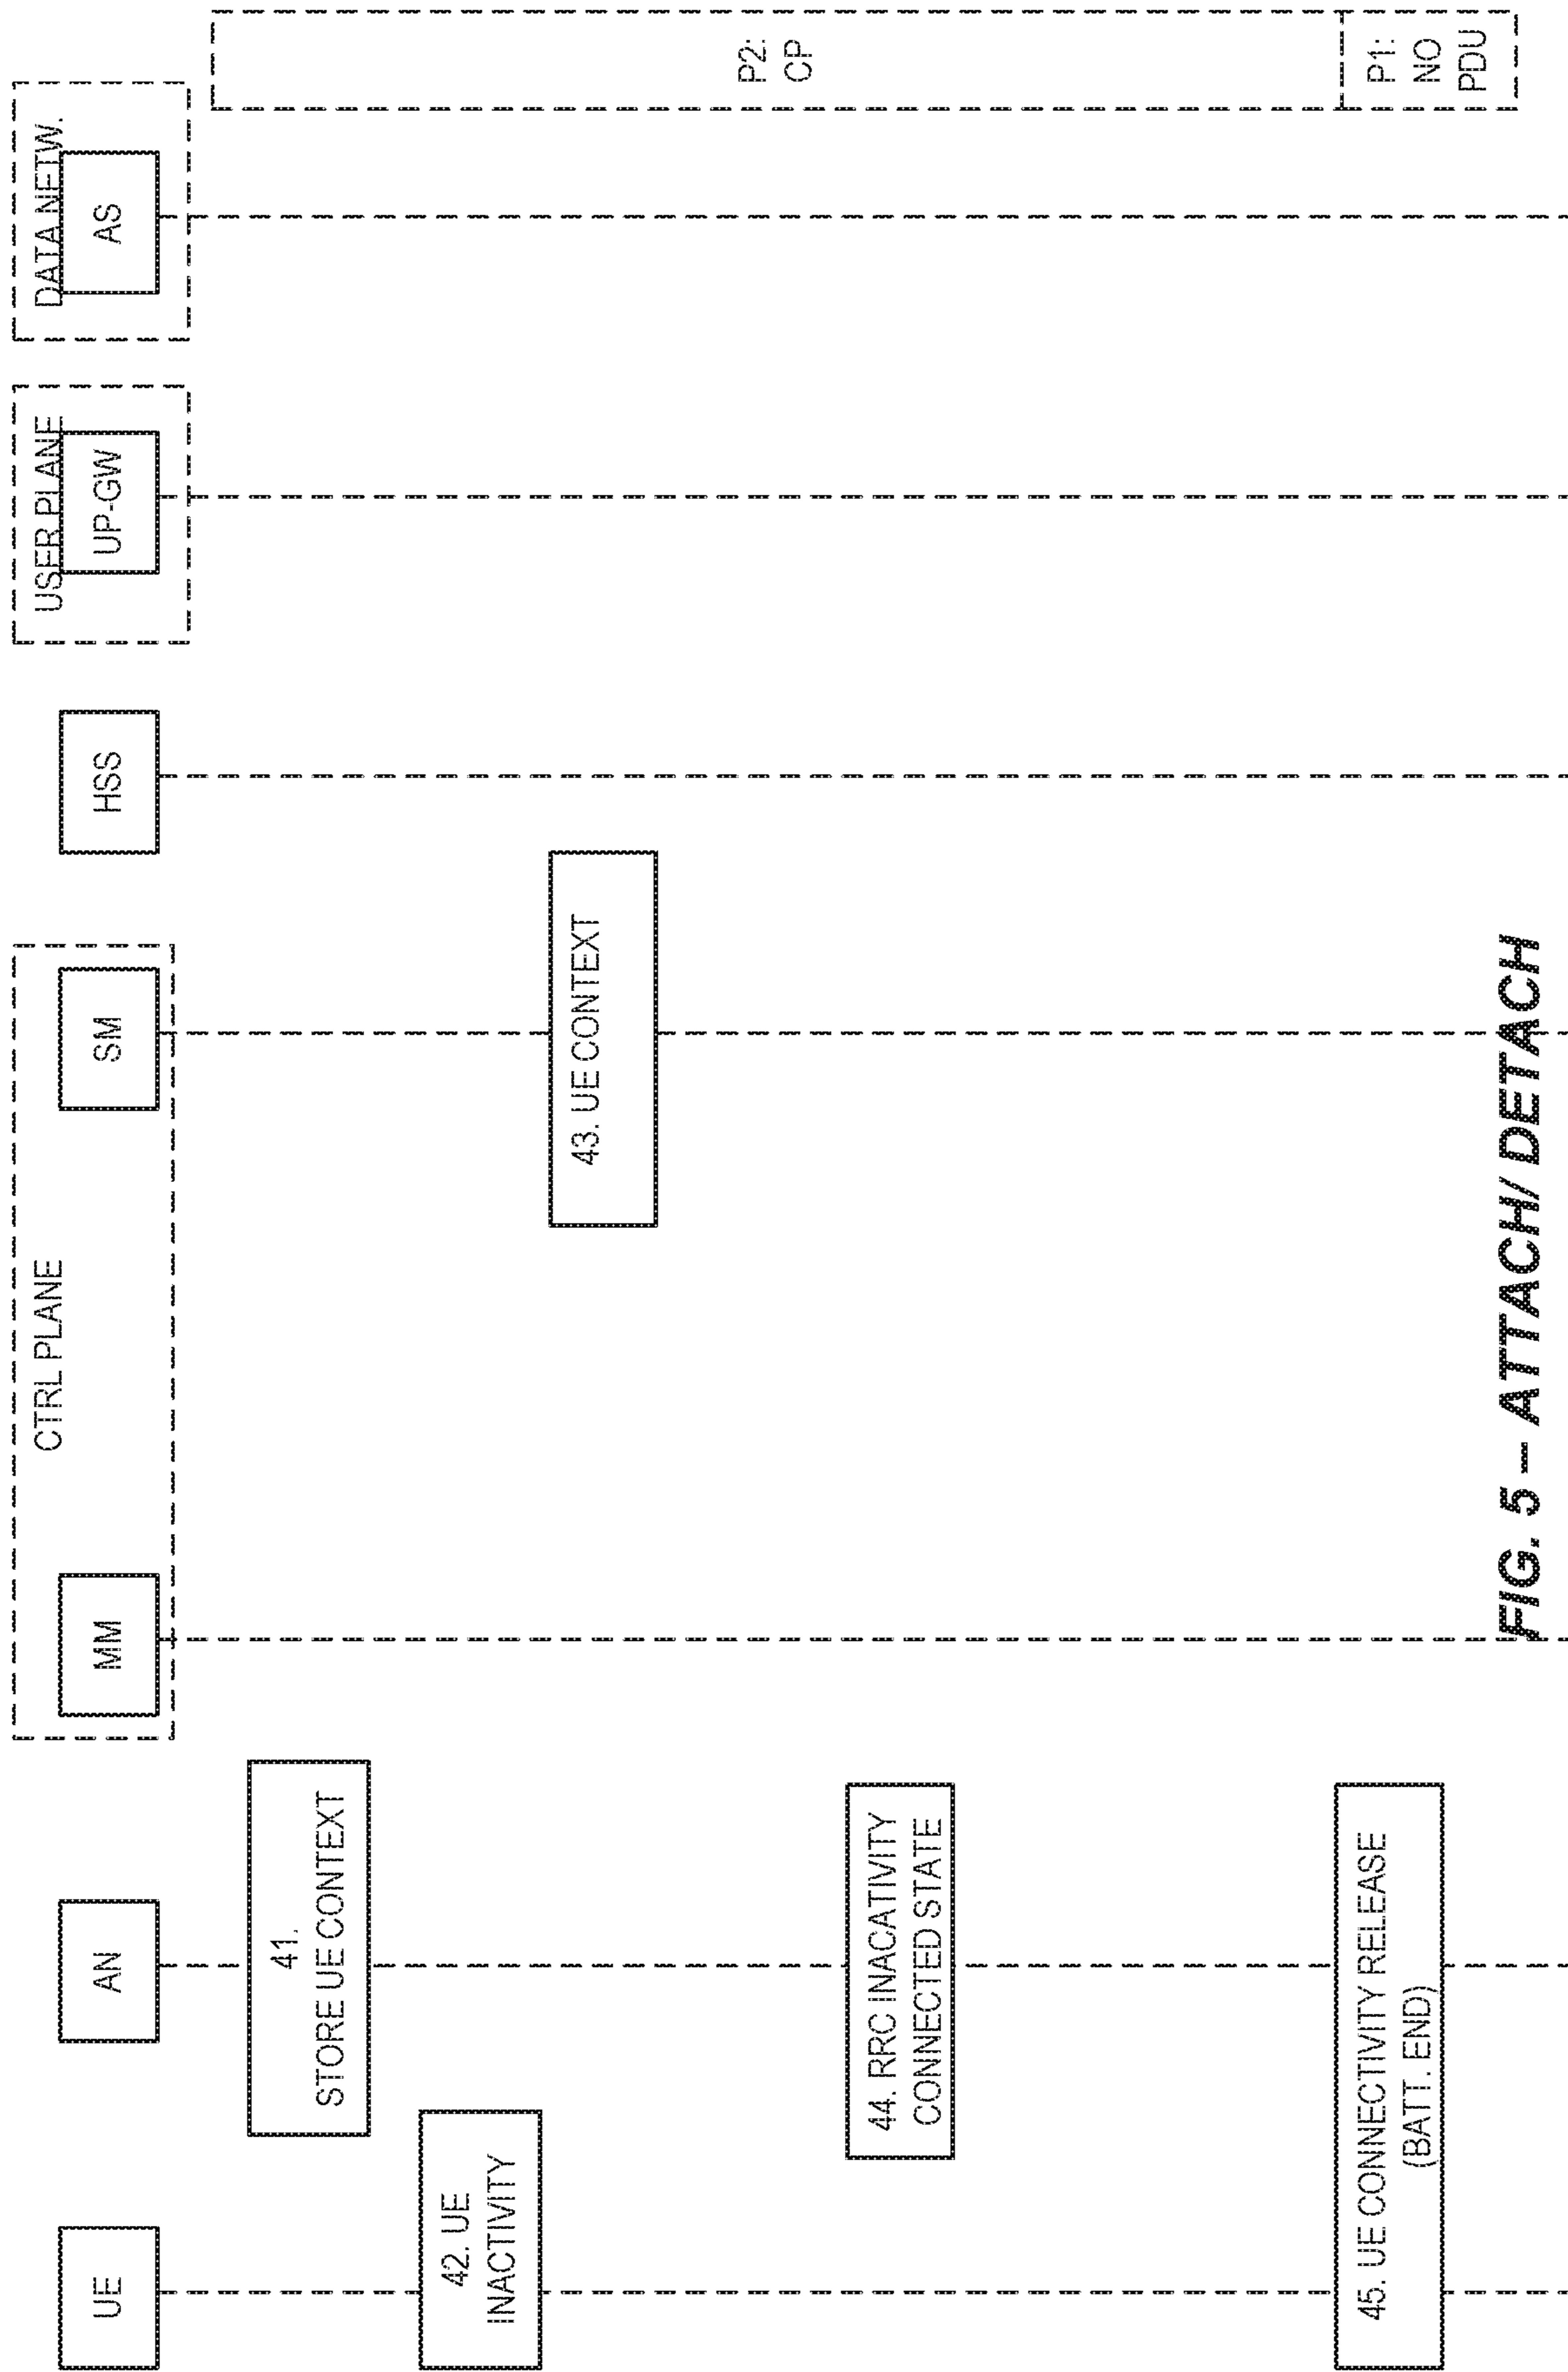 CTRL PLANE
USER PLANE
DATA NETW.
UE
AN
MM
SM
HSS
UP-GW
AS
41.
STORE UE CONTEXT
42. UE
INACTIVITY
43. UE CONTEXT
44. RRC INACATIVITY
CONNECTED STATE
45. UE CONNECTIVITY RELEASE
(BATT. END)
P2:
CP
P1:
NO
PDU
FIG. 5 – ATTACH/ DETACH